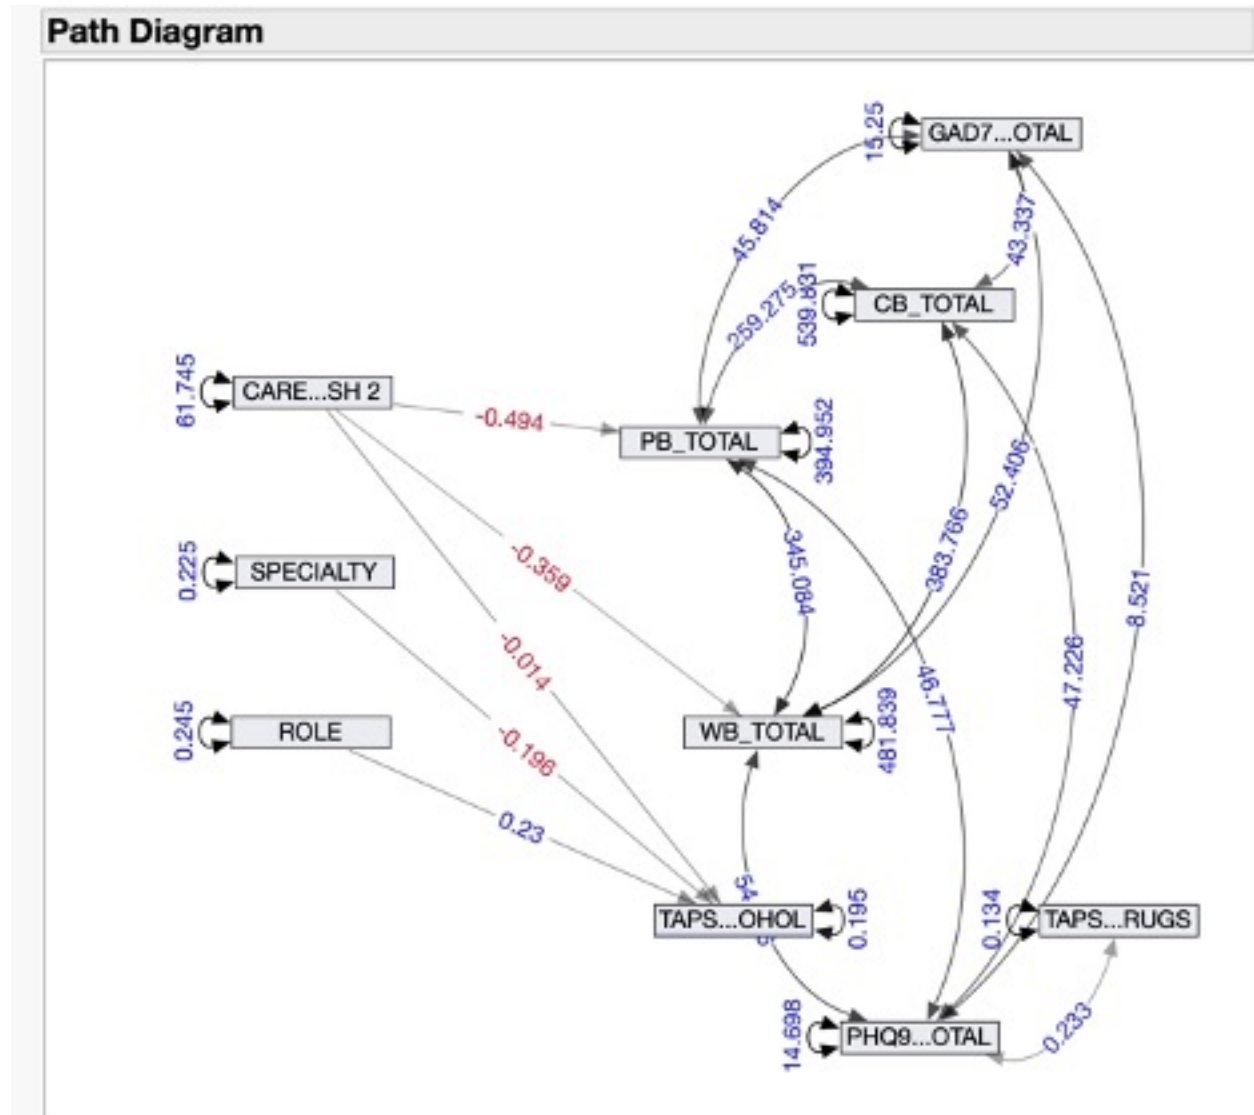 Path Diagram
15.25
GAD7...OTAL
45.814
43.337
259.275
539.831
CB_TOTAL
61.745
CARE...SH 2
-0.494
PB_TOTAL
394.952
52.406
383.766
345.084
-0.359
0.225
SPECIALTY
-0.014
8.521
47.226
46.777
0.245
ROLE
-0.196
WB_TOTAL
481.839
0.23
54
TAPS...OHOL
0.195
0.134
TAPS...RUGS
14.698
PHQ9...OTAL
0.233